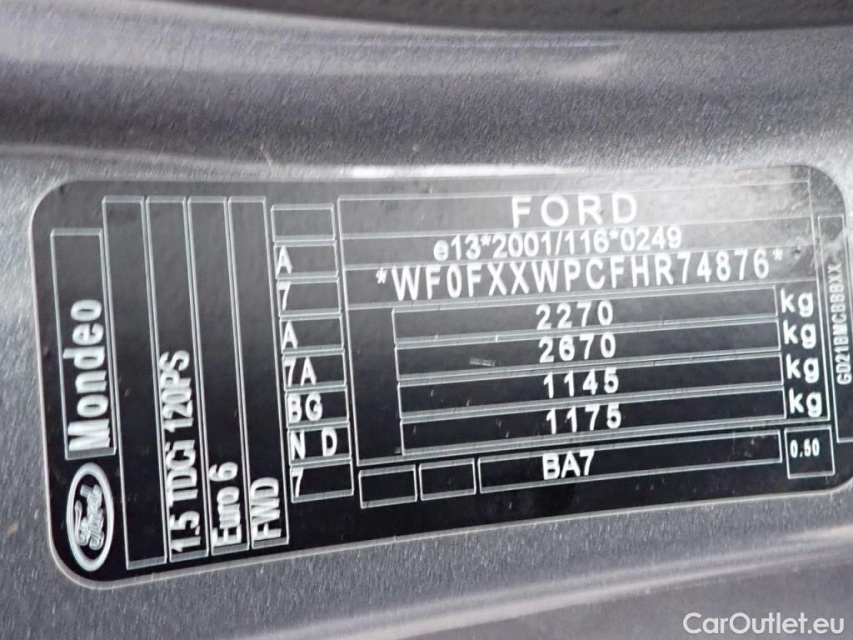 FORD
e13*2001/116*0249
*WF0FXXWPCFHR74876*
2270 kg
2670 kg
1145 kg
1175 kg
BA7
0.50
A
7
A
7A
BG
N D
7
Mondeo
Ford
1.5 TDCi 120PS
Euro 6
FWD
GD21BMCBBBXX
CarOutlet.eu